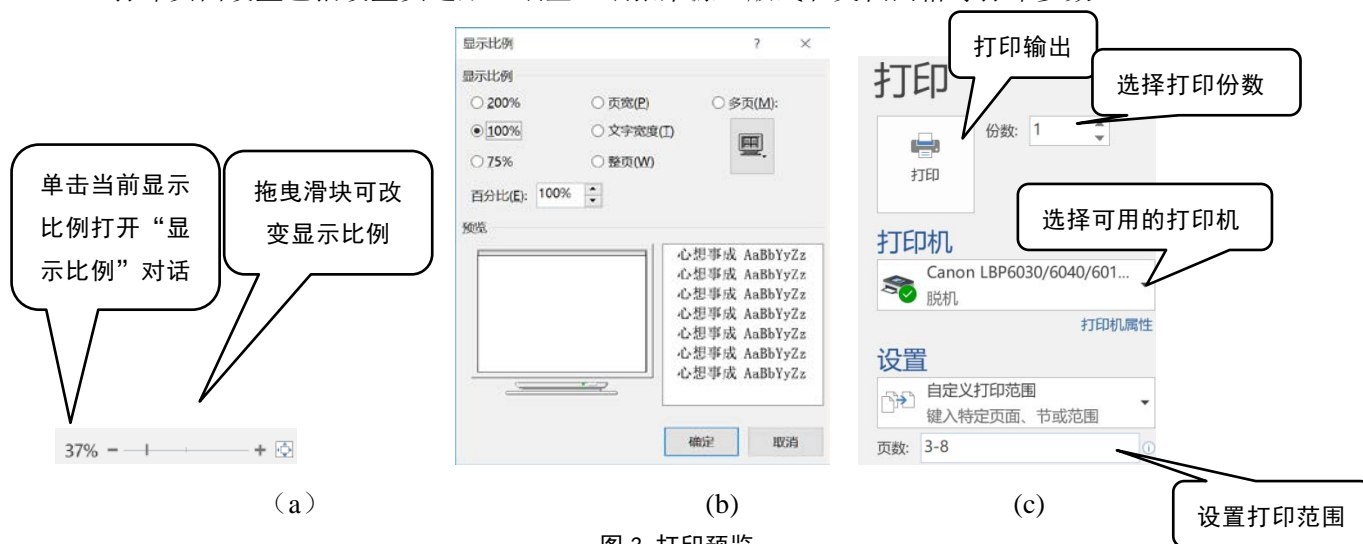 单击当前显示
比例打开“显
示比例”对话
拖曳滑块可改
变显示比例
37%
（a）
显示比例
?
×
显示比例
200%
页宽(P)
多页(M):
100%
文字宽度(T)
75%
整页(W)
百分比(E): 100%
预览
心想事成 AaBbYyZz
心想事成 AaBbYyZz
心想事成 AaBbYyZz
心想事成 AaBbYyZz
心想事成 AaBbYyZz
心想事成 AaBbYyZz
心想事成 AaBbYyZz
确定
取消
(b)
打印输出
选择打印份数
打印
份数: 1
打印
选择可用的打印机
打印机
Canon LBP6030/6040/601...
脱机
打印机属性
设置
自定义打印范围
键入特定页面、节或范围
页数: 3-8
设置打印范围
(c)